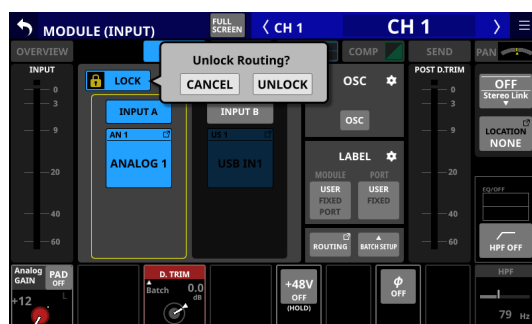 MODULE (INPUT)
FULL
SCREEN
CH 1
CH 1
OVERVIEW
COMP
SEND
PAN
Unlock Routing?
CANCEL
UNLOCK
INPUT
0
3
9
20
40
60
LOCK
INPUT A
INPUT B
AN 1
ANALOG 1
US 1
USB IN1
OSC
OSC
LABEL
MODULE
PORT
USER
FIXED
PORT
USER
FIXED
ROUTING
BATCH SETUP
POST D.TRIM
0
3
9
20
40
60
OFF
Stereo Link
LOCATION
NONE
EQ/OFF
HPF OFF
Analog
GAIN
PAD
OFF
+12
L
D. TRIM
Batch
0.0
dB
+48V
OFF
(HOLD)
ϕ
OFF
HPF
79 Hz